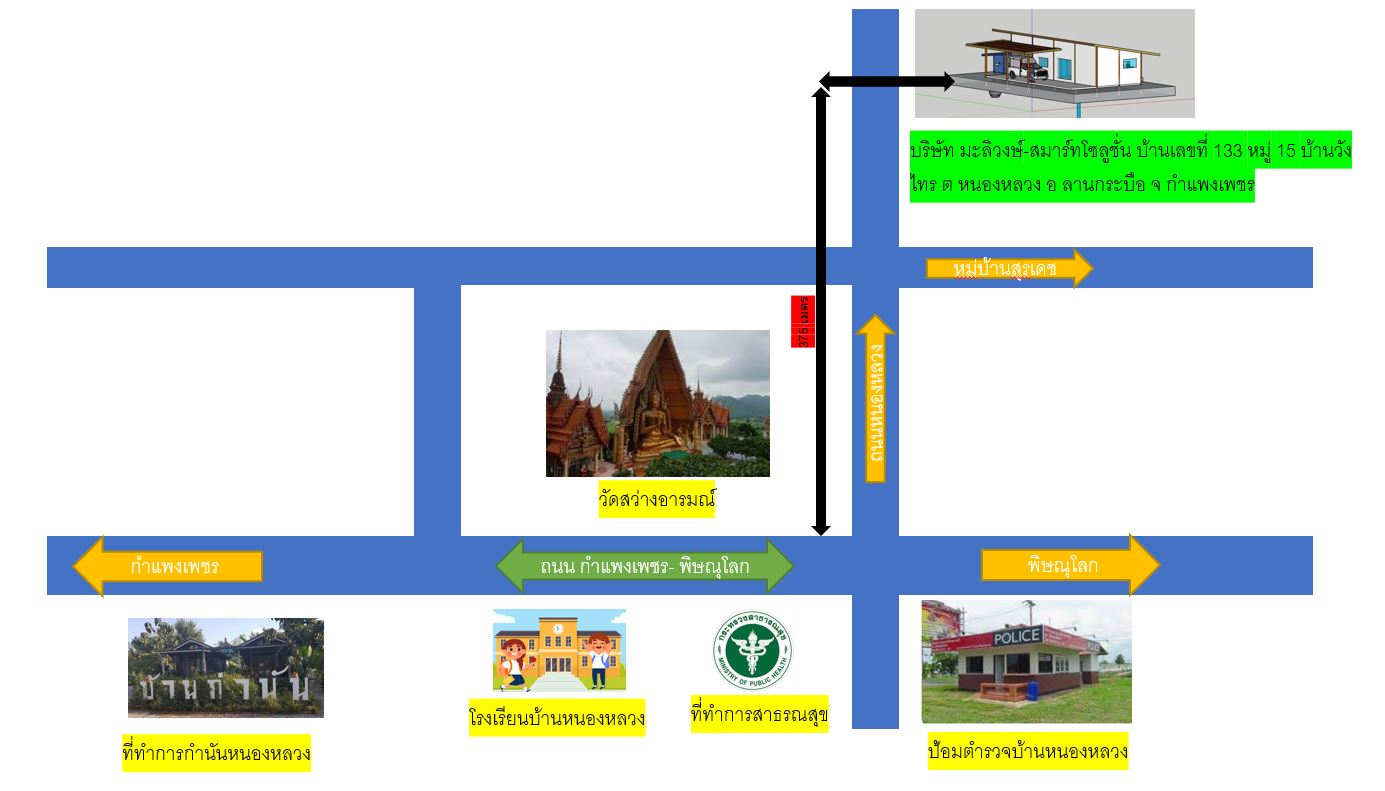 บริษัท มะลิวงษ์-สมาร์ทโซลูชั่น บ้านเลขที่ 133 หมู่ 15 บ้านวัง
ไทร ต หนองหลวง อ ลานกระบือ จ กำแพงเพชร
หมู่บ้านสุรเดช
375 เมตร
ถนนหนองหลวง
วัดสว่างอารมณ์
กำแพงเพชร
ถนน กำแพงเพชร- พิษณุโลก
พิษณุโลก
บ้านกำนัน
กระทรวงสาธารณสุข
MINISTRY OF PUBLIC HEALTH
POLICE
โรงเรียนบ้านหนองหลวง
ที่ทำการสาธรณสุข
ที่ทำการกำนันหนองหลวง
ป้อมตำรวจบ้านหนองหลวง